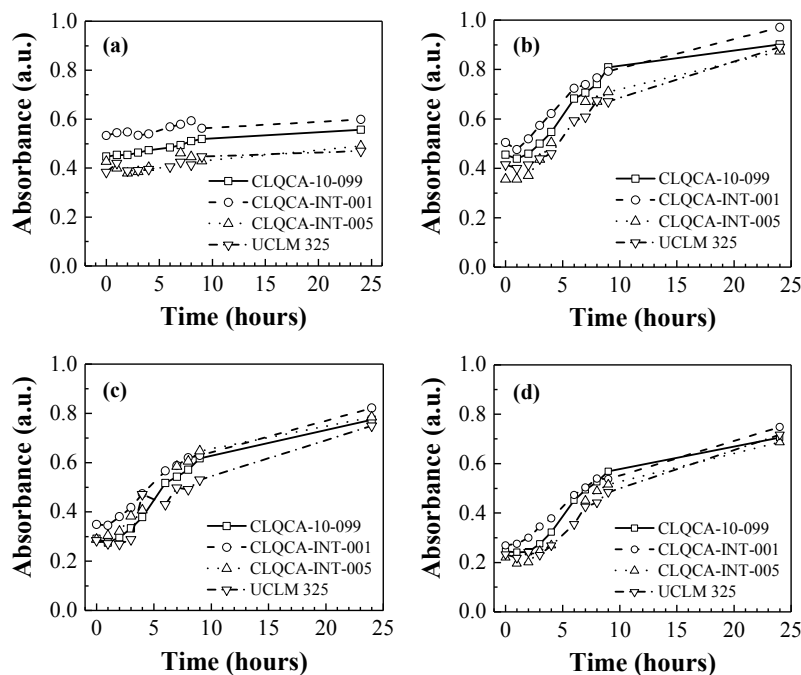 (a)
Absorbance (a.u.)
1.0
0.8
0.6
0.4
0.2
0.0
CLQCA-10-099
CLQCA-INT-001
CLQCA-INT-005
UCLM 325
0 5 10 15 20 25
Time (hours)
(b)
Absorbance (a.u.)
1.0
0.8
0.6
0.4
0.2
0.0
CLQCA-10-099
CLQCA-INT-001
CLQCA-INT-005
UCLM 325
0 5 10 15 20 25
Time (hours)
(c)
Absorbance (a.u.)
1.0
0.8
0.6
0.4
0.2
0.0
CLQCA-10-099
CLQCA-INT-001
CLQCA-INT-005
UCLM 325
0 5 10 15 20 25
Time (hours)
(d)
Absorbance (a.u.)
1.0
0.8
0.6
0.4
0.2
0.0
CLQCA-10-099
CLQCA-INT-001
CLQCA-INT-005
UCLM 325
0 5 10 15 20 25
Time (hours)